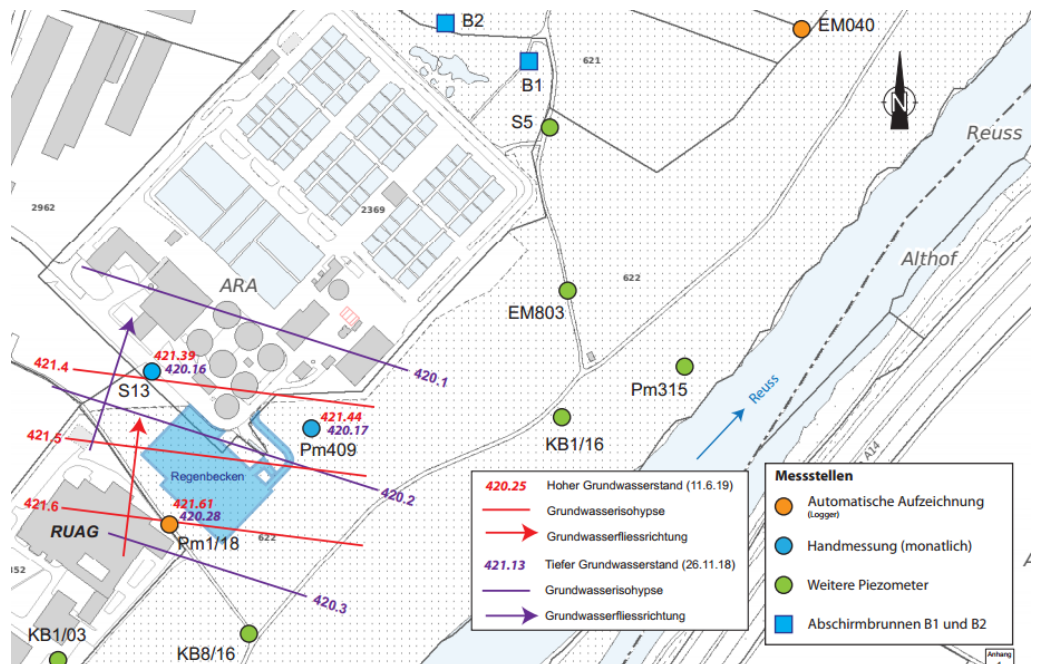 B2
EM040
621
B1
S5
N
Reuss
2962
2369
Althof
ARA
622
EM803
421.39
420.16
421.4
S13
420.1
Pm315
Reuss
421.44
420.17
Pm409
KB1/16
421.5
A14
Regenbecken
420.2
421.6
421.61
420.28
RUAG
Pm1/18
622
352
420.3
KB1/03
KB8/16
420.25 Hoher Grundwasserstand (11.6.19)
Grundwasserisohypse
Grundwasserfliessrichtung
421.13 Tiefer Grundwasserstand (26.11.18)
Grundwasserisohypse
Grundwasserfliessrichtung
Messstellen
Automatische Aufzeichnung
(Logger)
Handmessung (monatlich)
Weitere Piezometer
Abschirmbrunnen B1 und B2
Anhang